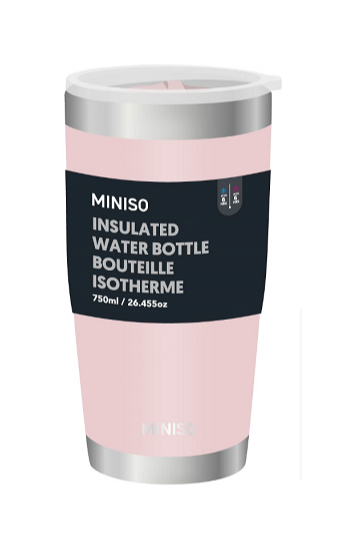 MINISO
INSULATED
WATER BOTTLE
BOUTEILLE
ISOTHERME
750ml / 26.455oz
MINISO